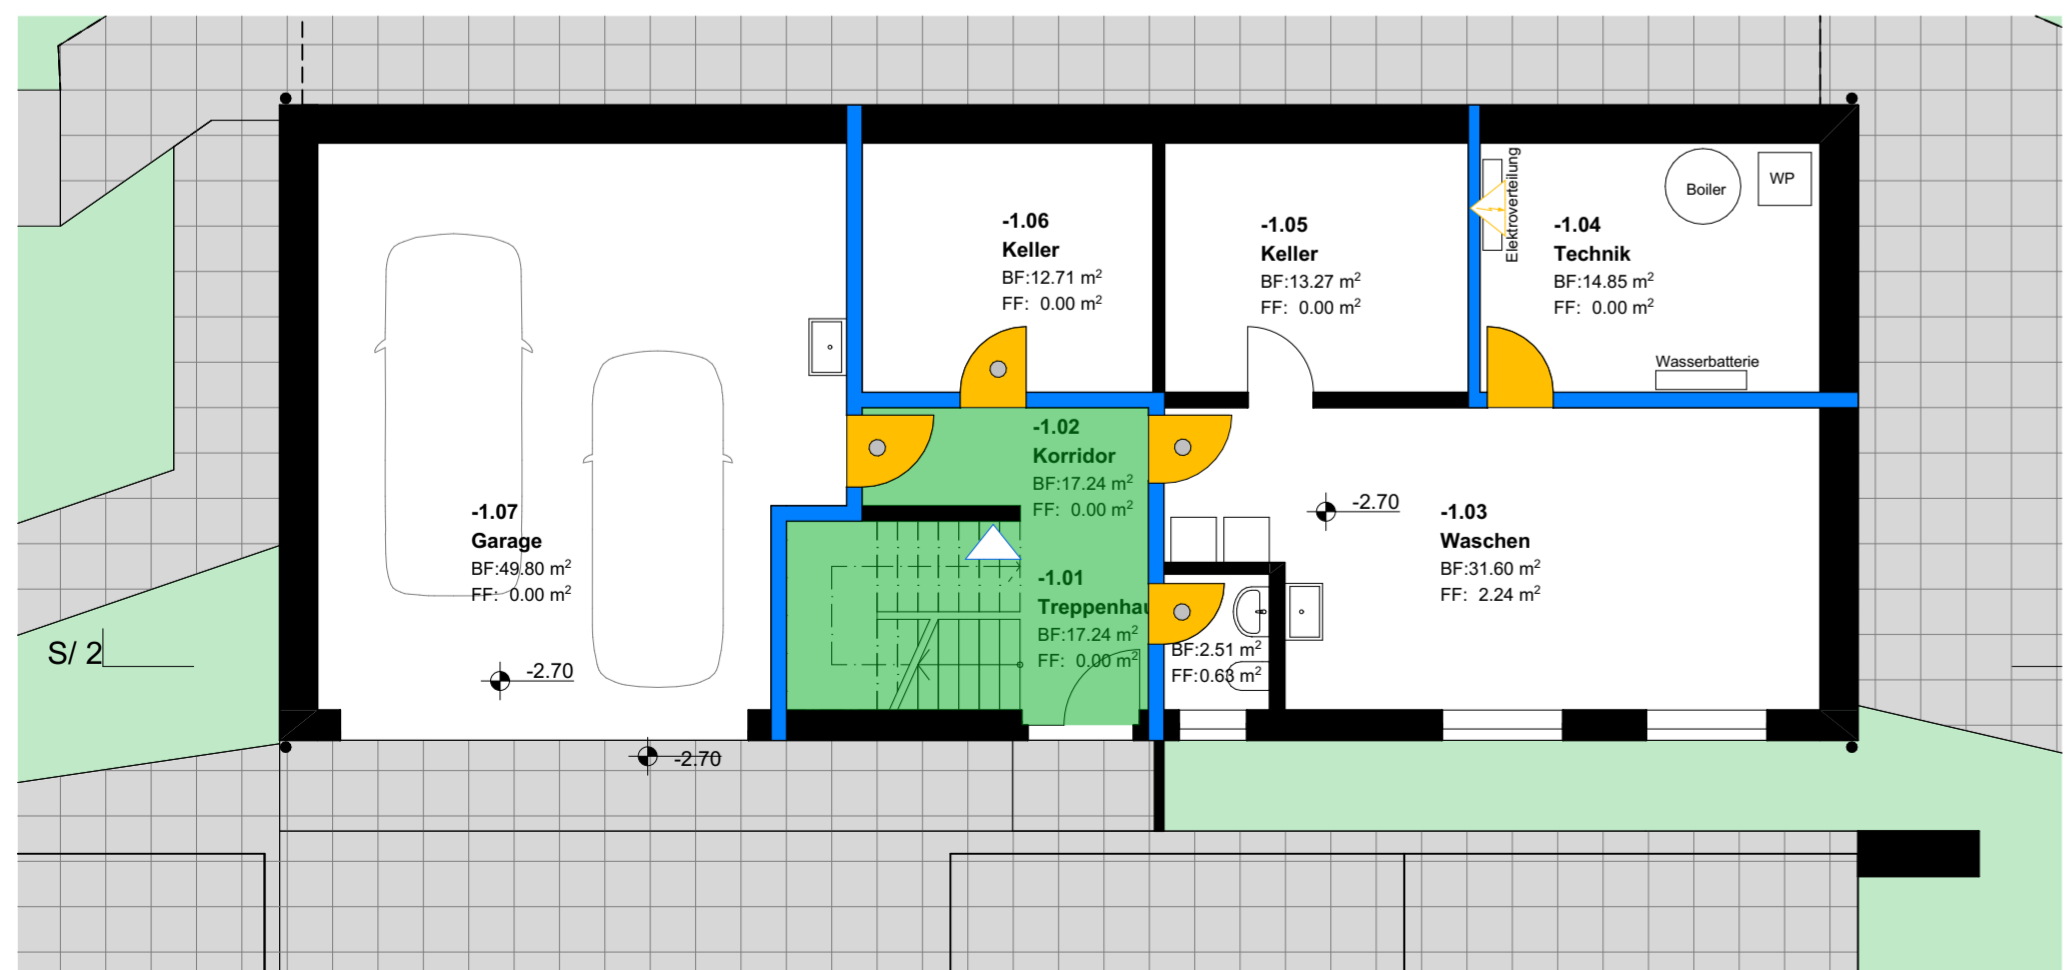 -1.06
Keller
BF:12.71 m²
FF: 0.00 m²
-1.05
Keller
BF:13.27 m²
FF: 0.00 m²
Elektroverteilung
-1.04
Technik
BF:14.85 m²
FF: 0.00 m²
Boiler
WP
Wasserbatterie
-1.02
Korridor
BF:17.24 m²
FF: 0.00 m²
-1.07
Garage
BF:49.80 m²
FF: 0.00 m²
-2.70
-1.03
Waschen
BF:31.60 m²
FF: 2.24 m²
-1.01
Treppenhau
BF:17.24 m²
FF: 0.00 m²
BF:2.51 m²
FF:0.63 m²
S/ 2
-2.70
-2.70